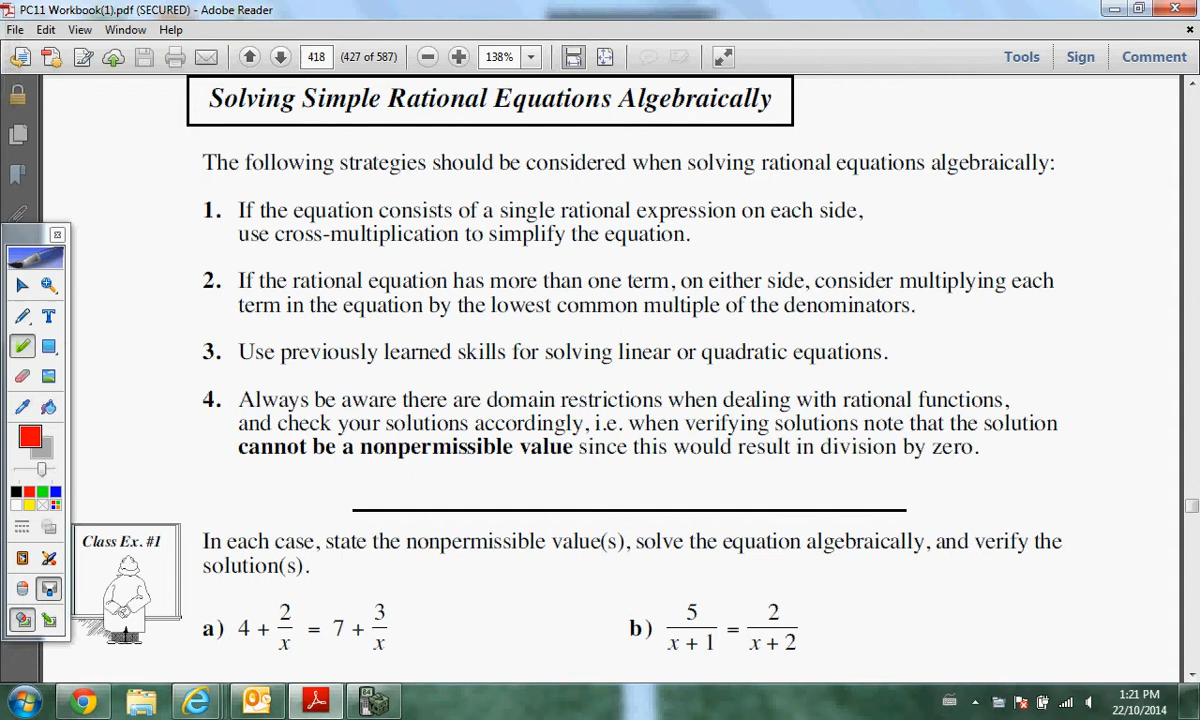 PC11 Workbook(1).pdf (SECURED) - Adobe Reader
File Edit View Window Help
418 (427 of 587) 138% Tools Sign Comment
Solving Simple Rational Equations Algebraically
The following strategies should be considered when solving rational equations algebraically:
1. If the equation consists of a single rational expression on each side,
use cross-multiplication to simplify the equation.
2. If the rational equation has more than one term, on either side, consider multiplying each
term in the equation by the lowest common multiple of the denominators.
3. Use previously learned skills for solving linear or quadratic equations.
4. Always be aware there are domain restrictions when dealing with rational functions,
and check your solutions accordingly, i.e. when verifying solutions note that the solution
cannot be a nonpermissible value since this would result in division by zero.
Class Ex. #1
In each case, state the nonpermissible value(s), solve the equation algebraically, and verify the
solution(s).
a) 4 + 2/x = 7 + 3/x
b) 5/(x + 1) = 2/(x + 2)
1:21 PM
22/10/2014